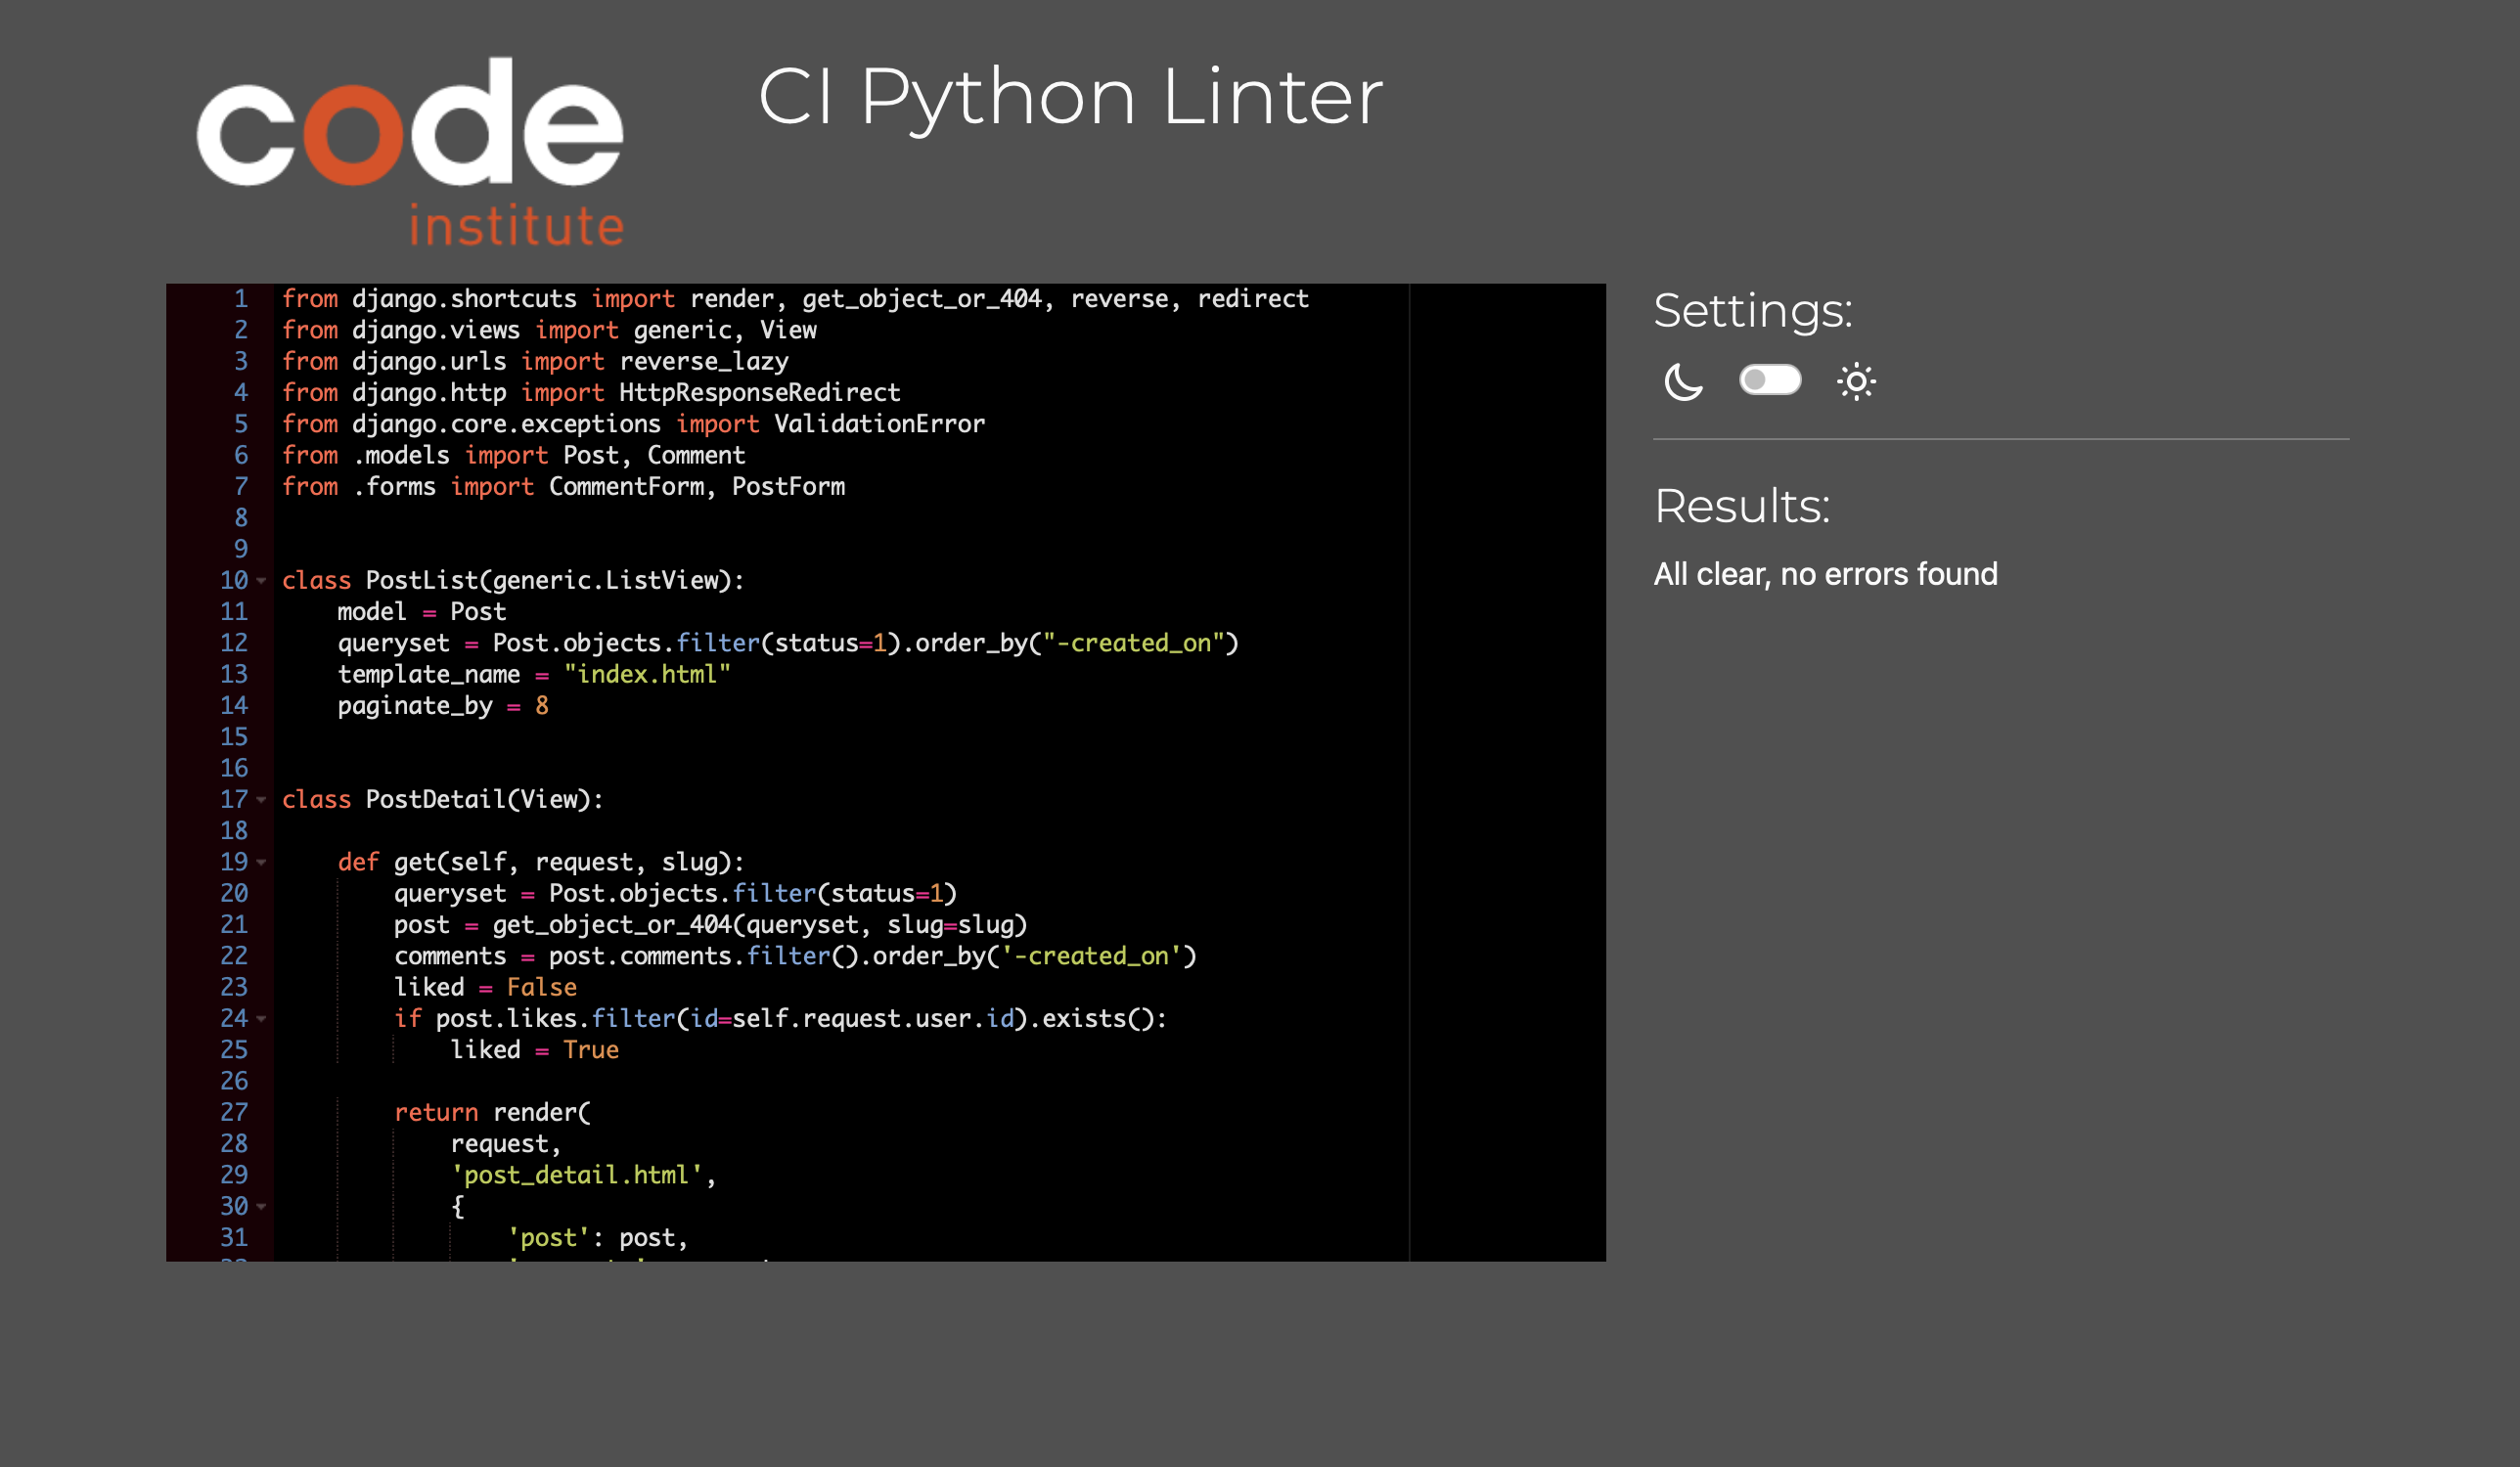 code
institute
CI Python Linter
1 from django.shortcuts import render, get_object_or_404, reverse, redirect
2 from django.views import generic, View
3 from django.urls import reverse_lazy
4 from django.http import HttpResponseRedirect
5 from django.core.exceptions import ValidationError
6 from .models import Post, Comment
7 from .forms import CommentForm, PostForm
8
9
10 class PostList(generic.ListView):
11     model = Post
12     queryset = Post.objects.filter(status=1).order_by("-created_on")
13     template_name = "index.html"
14     paginate_by = 8
15
16
17 class PostDetail(View):
18
19     def get(self, request, slug):
20         queryset = Post.objects.filter(status=1)
21         post = get_object_or_404(queryset, slug=slug)
22         comments = post.comments.filter().order_by('-created_on')
23         liked = False
24         if post.likes.filter(id=self.request.user.id).exists():
25             liked = True
26
27         return render(
28             request,
29             'post_detail.html',
30             {
31                 'post': post,
Settings:
Results:
All clear, no errors found